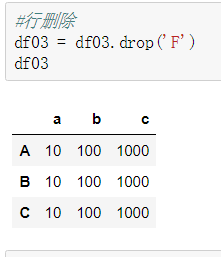 #行删除
df03 = df03.drop('F')
df03
a b c
A 10 100 1000
B 10 100 1000
C 10 100 1000